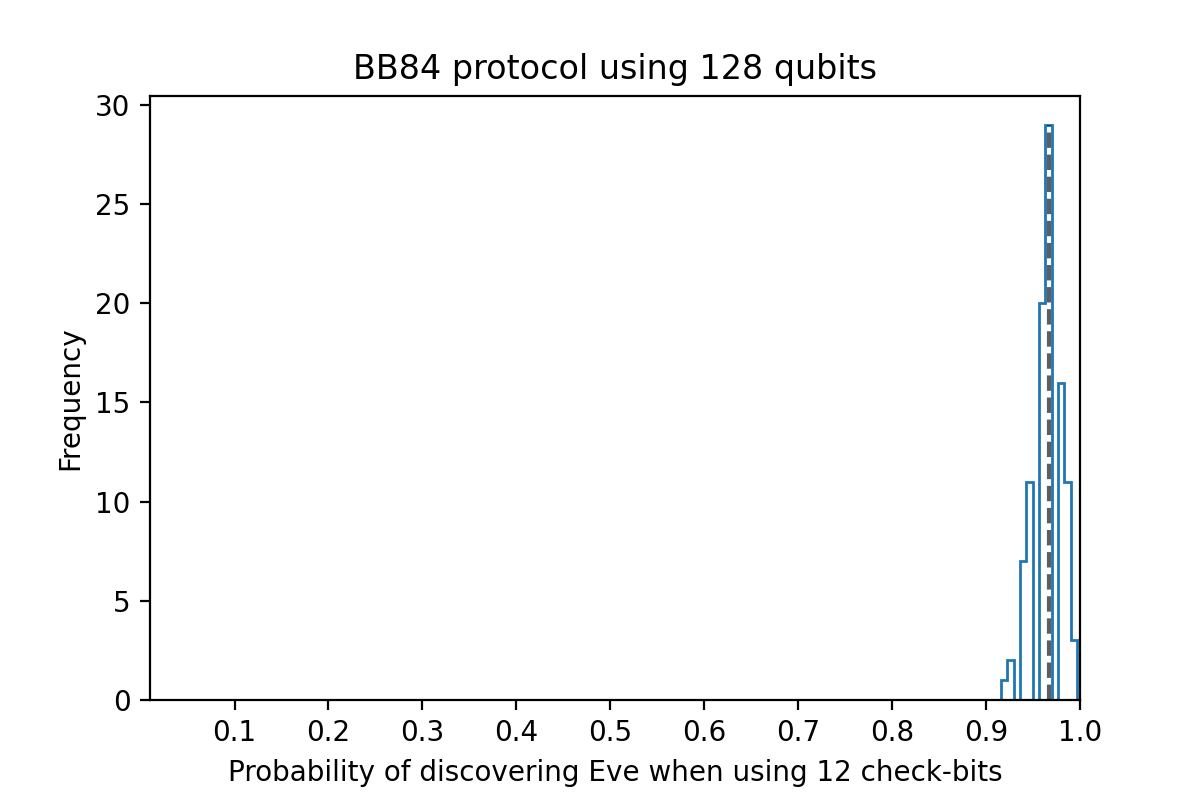 BB84 protocol using 128 qubits
30
25
20
15
10
5
0
Frequency
0.1 0.2 0.3 0.4 0.5 0.6 0.7 0.8 0.9 1.0
Probability of discovering Eve when using 12 check-bits